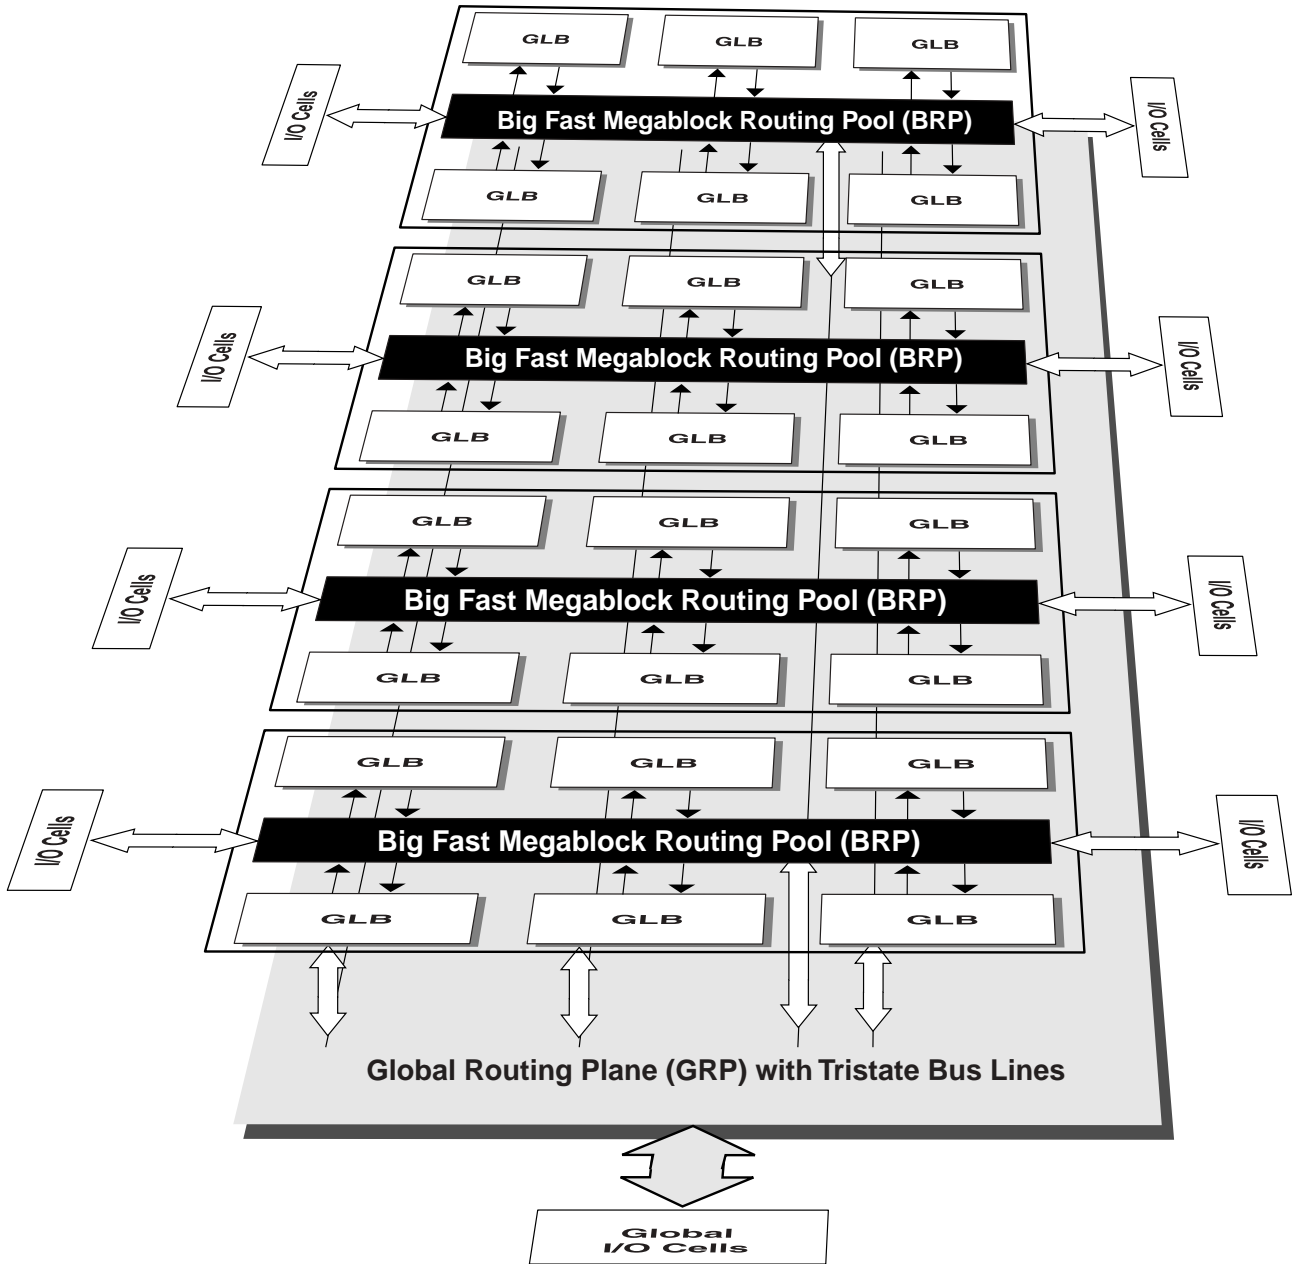 GLB
GLB
GLB
I/O Cells
Big Fast Megablock Routing Pool (BRP)
I/O Cells
GLB
GLB
GLB
GLB
GLB
GLB
I/O Cells
Big Fast Megablock Routing Pool (BRP)
I/O Cells
GLB
GLB
GLB
GLB
GLB
GLB
I/O Cells
Big Fast Megablock Routing Pool (BRP)
I/O Cells
GLB
GLB
GLB
GLB
GLB
GLB
I/O Cells
Big Fast Megablock Routing Pool (BRP)
I/O Cells
GLB
GLB
GLB
Global Routing Plane (GRP) with Tristate Bus Lines
Global
I/O Cells